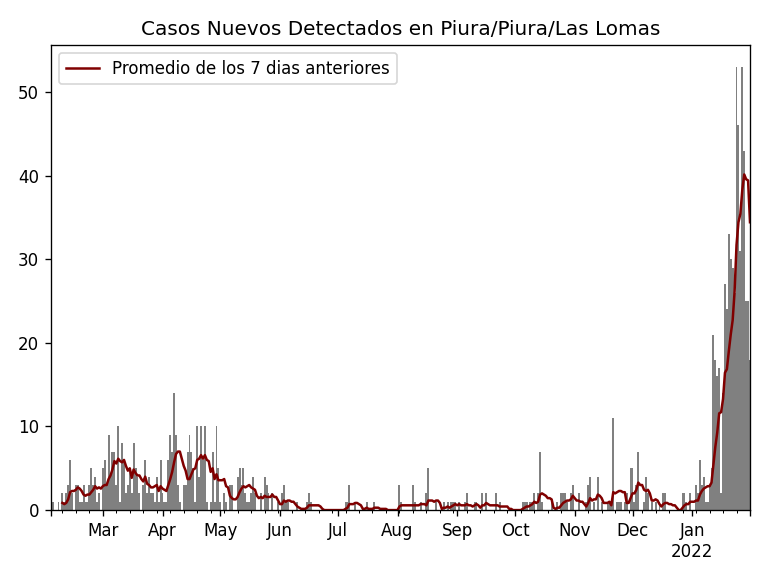 Casos Nuevos Detectados en Piura/Piura/Las Lomas
Promedio de los 7 dias anteriores
50
40
30
20
10
0
Mar Apr May Jun Jul Aug Sep Oct Nov Dec Jan
2022